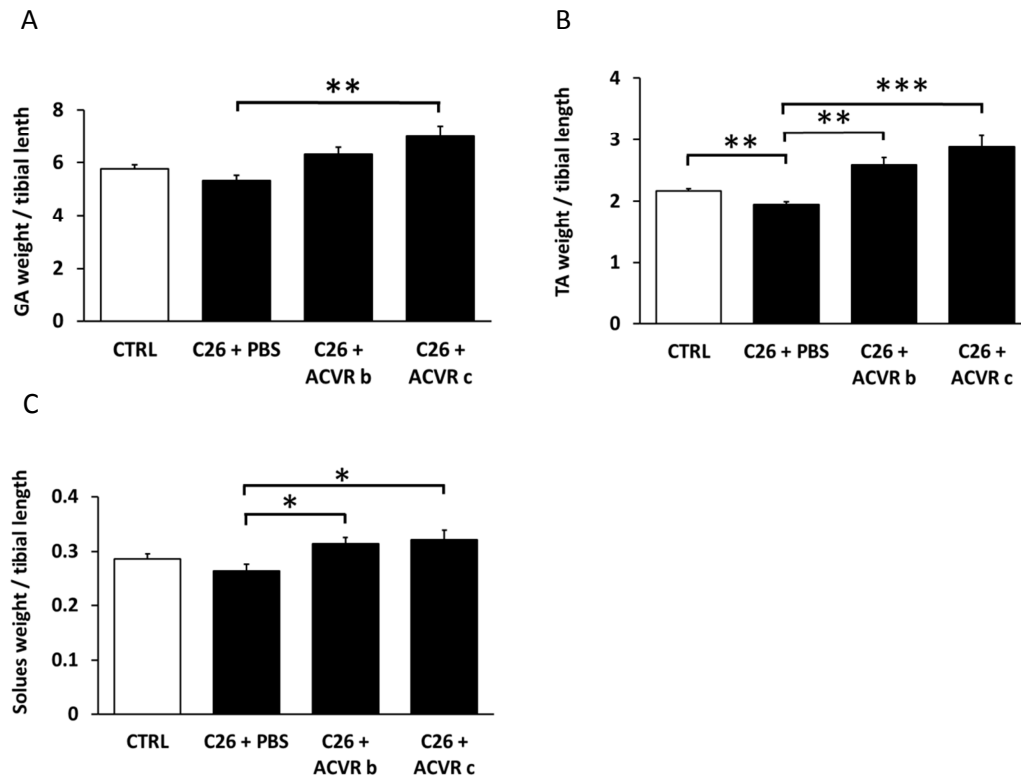 A
GA weight / tibial lenth
8
6
4
2
0
**
CTRL
C26 + PBS
C26 +
ACVR b
C26 +
ACVR c
B
TA weight / tibial length
4
3
2
1
0
***
**
**
CTRL
C26 + PBS
C26 +
ACVR b
C26 +
ACVR c
C
Solues weight / tibial length
0.4
0.3
0.2
0.1
0
*
*
CTRL
C26 + PBS
C26 +
ACVR b
C26 +
ACVR c